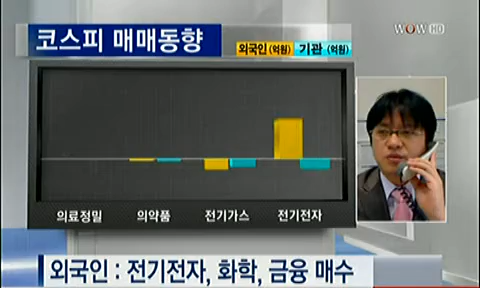 코스피 매매동향
WOW HD
외국인(억원) 기관(억원)
의료정밀 의약품 전기가스 전기전자
외국인 : 전기전자, 화학, 금융 매수